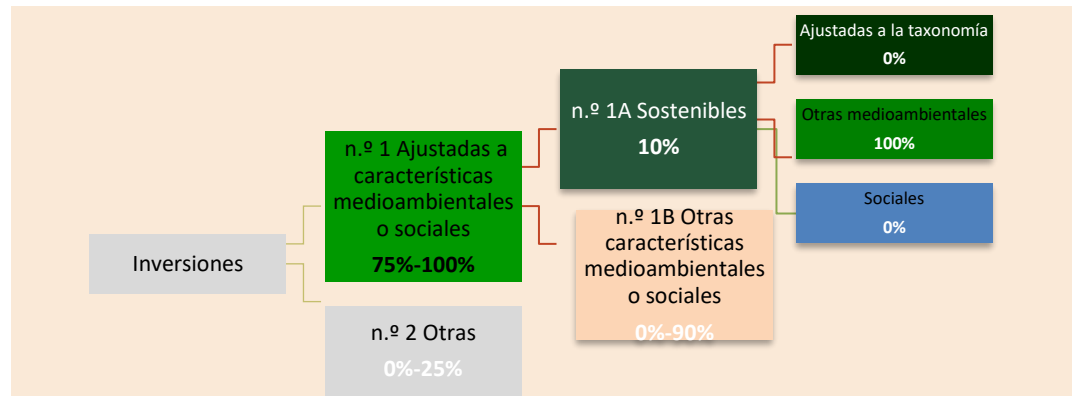 Inversiones
n.º 1 Ajustadas a
características
medioambientales
o sociales
75%-100%
n.º 2 Otras
0%-25%
n.º 1A Sostenibles
10%
n.º 1B Otras
características
medioambientales
o sociales
0%-90%
Ajustadas a la taxonomía
0%
Otras medioambientales
100%
Sociales
0%